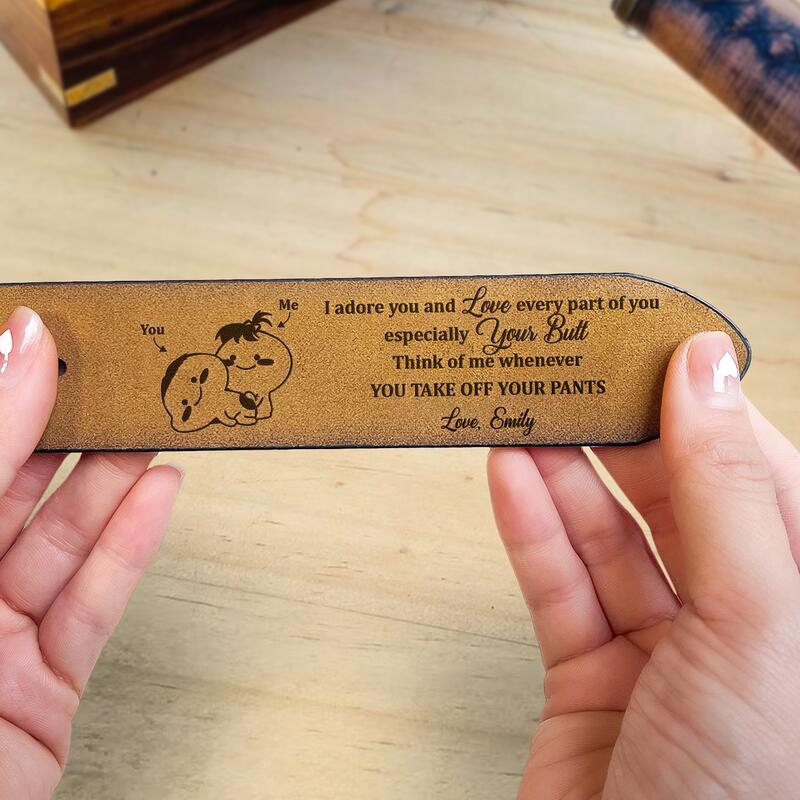 You
Me
I adore you and Love every part of you
especially Your Butt
Think of me whenever
YOU TAKE OFF YOUR PANTS
Love, Emily